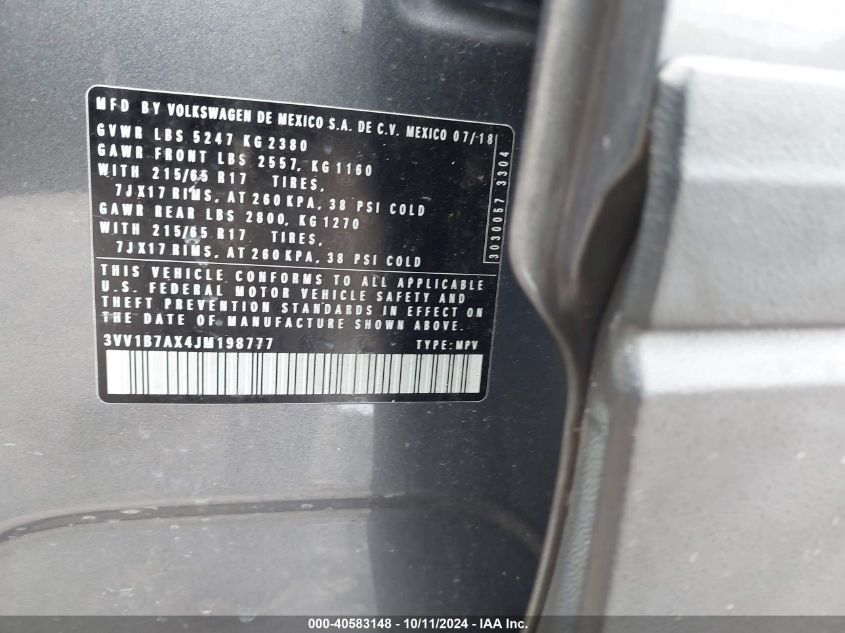 MFD BY VOLKSWAGEN DE MEXICO S.A. DE C.V. MEXICO 07/18
GVWR LBS 5247 KG 2380
GAWR FRONT LBS 2557, KG 1160
WITH 215/65 R17 TIRES,
7JX17 RIMS, AT 260 KPA, 38 PSI COLD
GAWR REAR LBS 2800, KG 1270
WITH 215/65 R17 TIRES,
7JX17 RIMS, AT 260 KPA, 38 PSI COLD
3030057 3304
THIS VEHICLE CONFORMS TO ALL APPLICABLE
U.S. FEDERAL MOTOR VEHICLE SAFETY AND
THEFT PREVENTION STANDARDS IN EFFECT ON
THE DATE OF MANUFACTURE SHOWN ABOVE.
3VV1B7AX4JM198777 TYPE: MPV
000-40583148 - 10/11/2024 - IAA Inc.